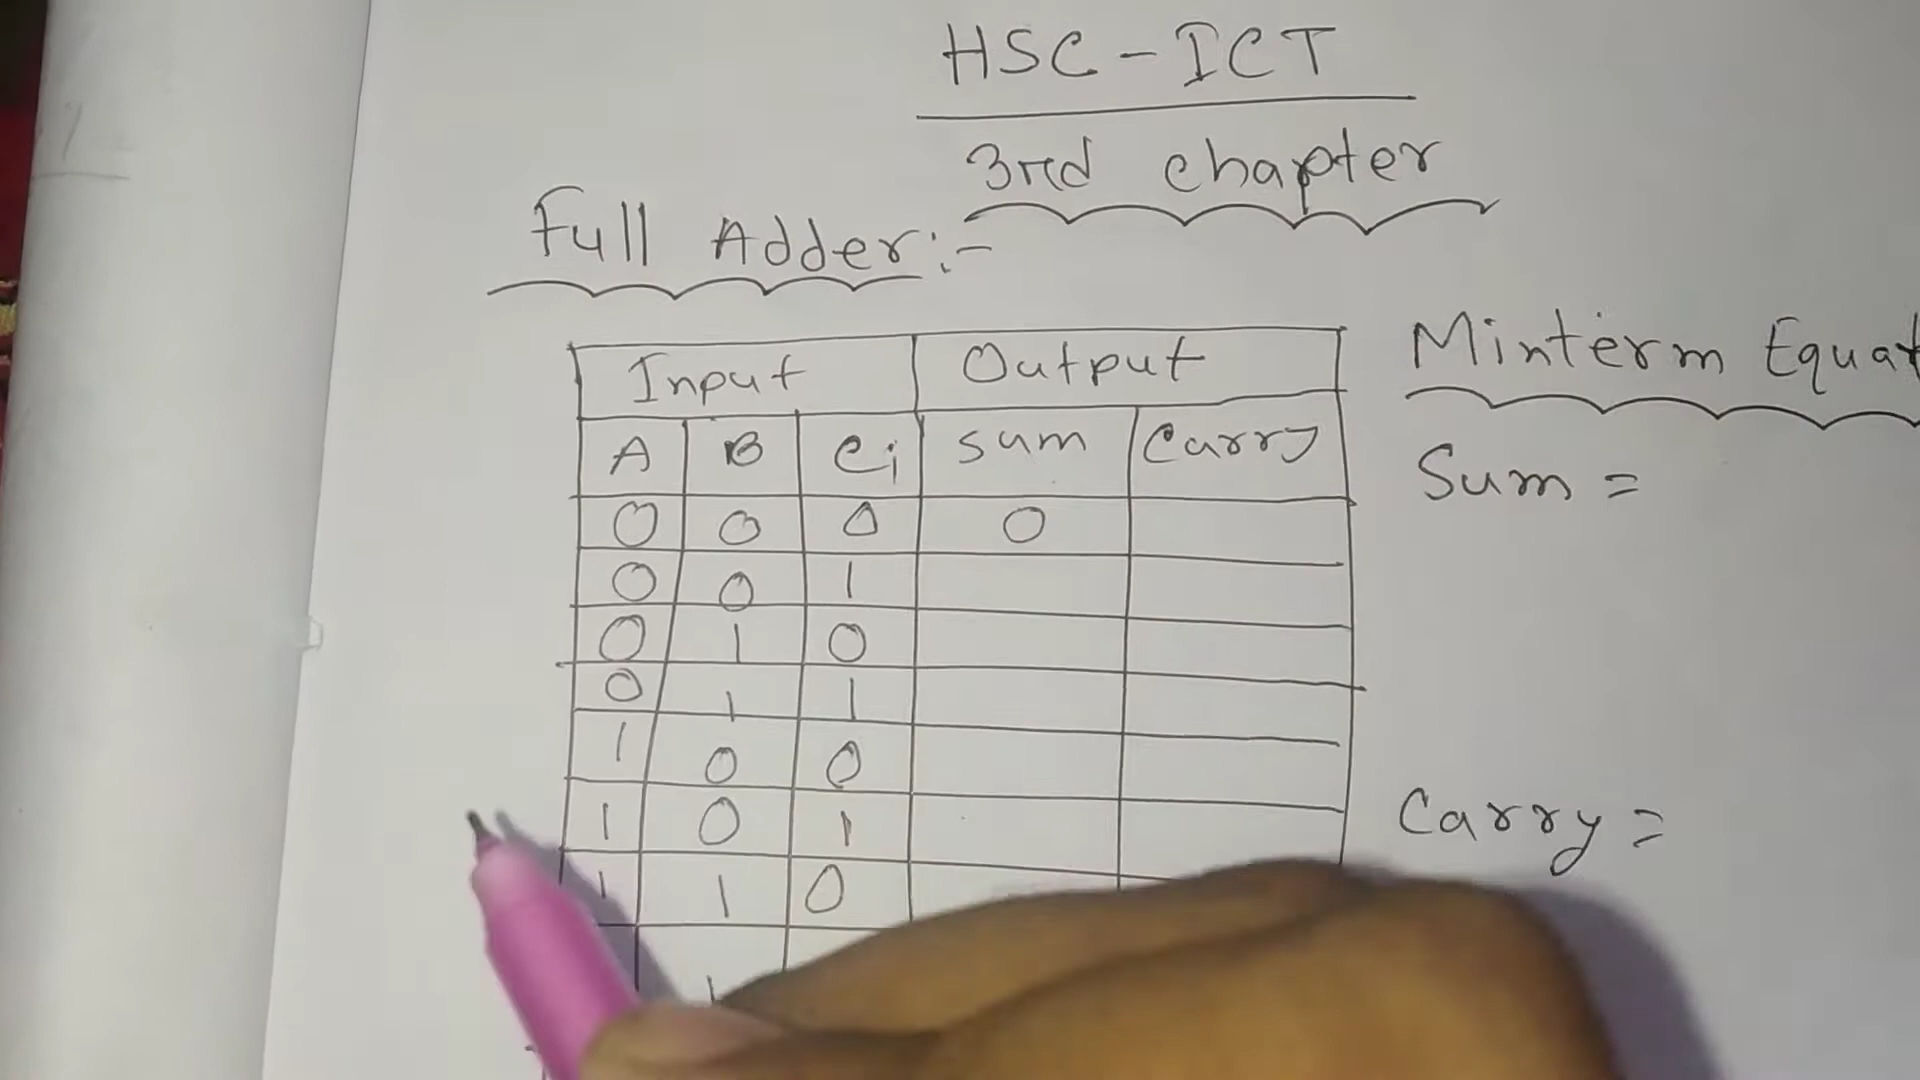 HSC - ICT
3rd chapter
Full Adder:-
Input Output
A B Ci Sum Carry
0 0 0 0
0 0 1
0 1 0
0 1 1
1 0 0
1 0 1
1 1 0
1
Minterm Equat
Sum =
Carry =